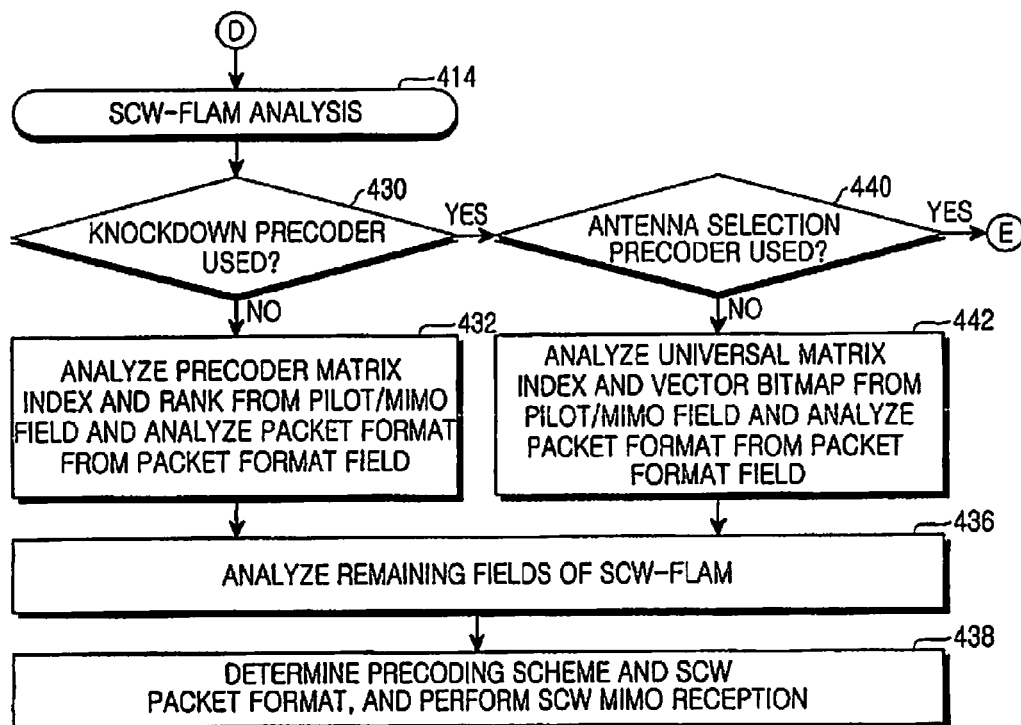 D
414
SCW-FLAM ANALYSIS
430
KNOCKDOWN PRECODER
USED?
YES
440
ANTENNA SELECTION
PRECODER USED?
YES
E
NO
NO
432
ANALYZE PRECODER MATRIX
INDEX AND RANK FROM PILOT/MIMO
FIELD AND ANALYZE PACKET FORMAT
FROM PACKET FORMAT FIELD
442
ANALYZE UNIVERSAL MATRIX
INDEX AND VECTOR BITMAP FROM
PILOT/MIMO FIELD AND ANALYZE
PACKET FORMAT FROM PACKET
FORMAT FIELD
436
ANALYZE REMAINING FIELDS OF SCW-FLAM
438
DETERMINE PRECODING SCHEME AND SCW
PACKET FORMAT, AND PERFORM SCW MIMO RECEPTION